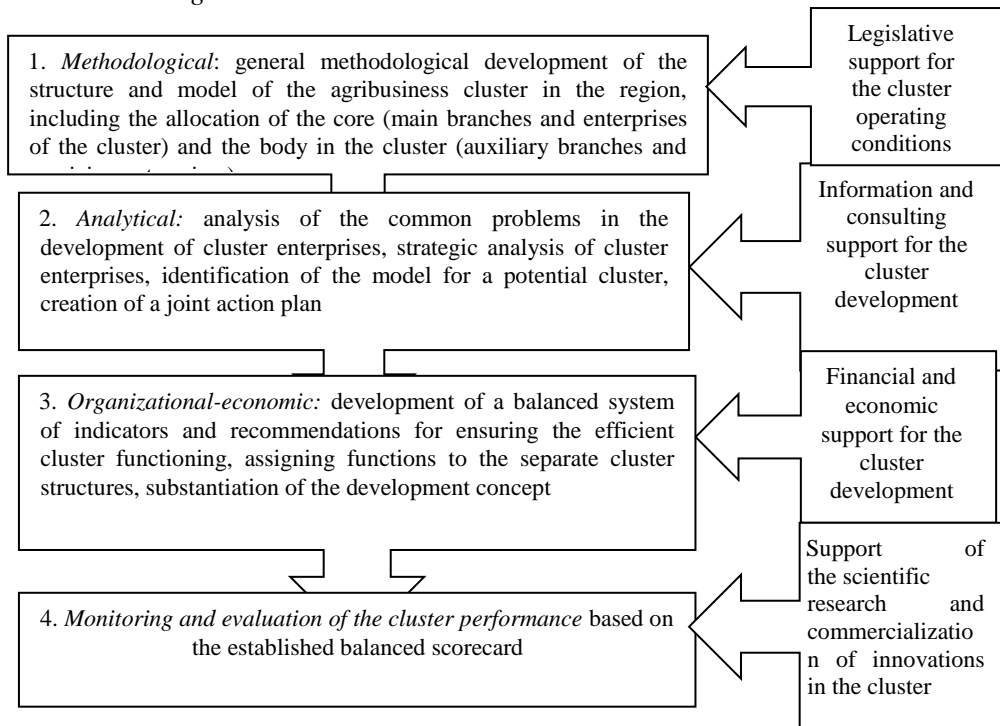 1. Methodological: general methodological development of the
structure and model of the agribusiness cluster in the region,
including the allocation of the core (main branches and enterprises
of the cluster) and the body in the cluster (auxiliary branches and
Legislative
support for
the cluster
operating
conditions
2. Analytical: analysis of the common problems in the
development of cluster enterprises, strategic analysis of cluster
enterprises, identification of the model for a potential cluster,
creation of a joint action plan
Information and
consulting
support for the
cluster
development
3. Organizational-economic: development of a balanced system
of indicators and recommendations for ensuring the efficient
cluster functioning, assigning functions to the separate cluster
structures, substantiation of the development concept
Financial and
economic
support for the
cluster
development
4. Monitoring and evaluation of the cluster performance based on
the established balanced scorecard
Support of
the scientific
research and
commercializatio
n of innovations
in the cluster